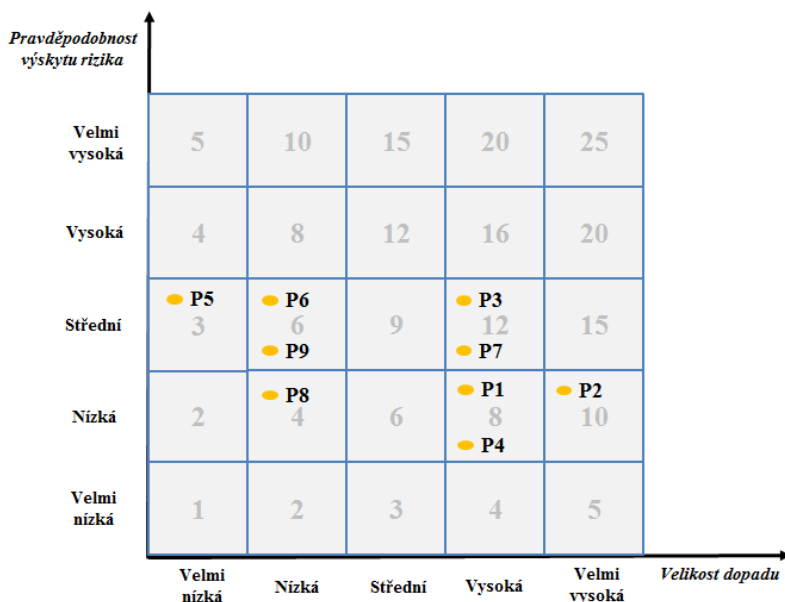 Pravděpodobnost
výskytu rizika
Velmi
vysoká
5 10 15 20 25
Vysoká
4 8 12 16 20
P5 P6 P3
Střední
3 6 9 12 15
P9 P7
P8 P1 P2
Nízká
2 4 6 8 10
P4
Velmi
nízká
1 2 3 4 5
Velmi
nízká
Nízká
Střední
Vysoká
Velmi
vysoká
Velikost dopadu